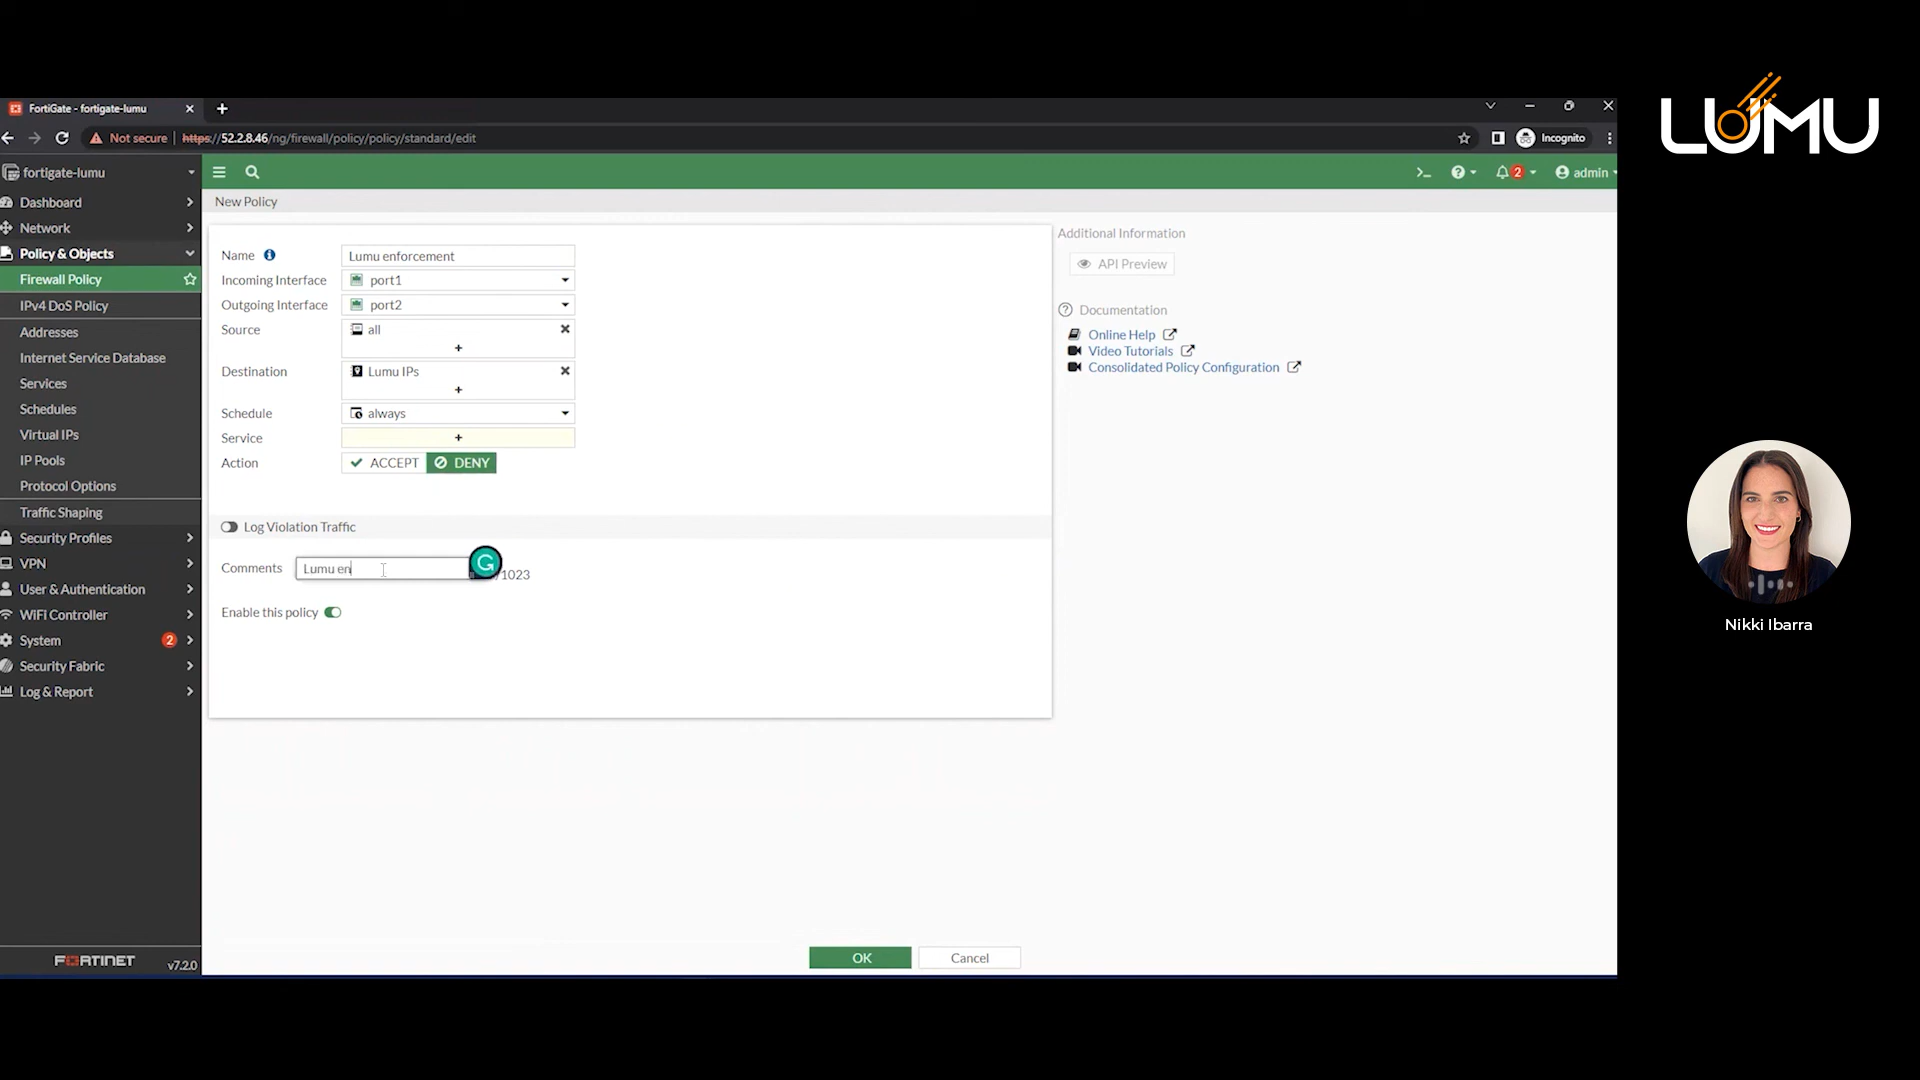 FortiGate - fortigate-lumu
Not secure https://52.2.8.46/ng/firewall/policy/policy/standard/edit Incognito
LUMU
fortigate-lumu
2 admin
Dashboard
Network
Policy & Objects
Firewall Policy
IPv4 DoS Policy
Addresses
Internet Service Database
Services
Schedules
Virtual IPs
IP Pools
Protocol Options
Traffic Shaping
Security Profiles
VPN
User & Authentication
WiFi Controller
System 2
Security Fabric
Log & Report
FORTINET v7.2.0
New Policy
Name Lumu enforcement
Incoming Interface port1
Outgoing Interface port2
Source all
+
Destination Lumu IPs
+
Schedule always
Service +
Action ACCEPT DENY
Log Violation Traffic
Comments Lumu en /1023
Enable this policy
OK Cancel
Additional Information
API Preview
Documentation
Online Help
Video Tutorials
Consolidated Policy Configuration
Nikki Ibarra